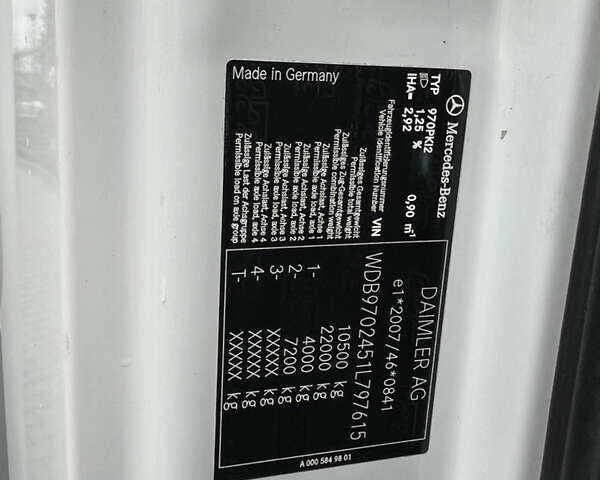 Mercedes-Benz
TYP 970PK12
1,25 % 0,90 m⁻¹
IHA= 2,92
DAIMLER AG
e1*2007/46*0841
Fahrzeugidentifizierungsnummer
Vehicle Identification Number VIN
WDB9702451L797615
Zulässiges Gesamtgewicht
Permissible total weight
10500 kg
Zulässiges Zug-Gesamtgewicht
Permissible combination weight
22000 kg
Zulässige Achslast, Achse 1
Permissible axle load, axle 1
1- 4000 kg
Zulässige Achslast, Achse 2
Permissible axle load, axle 2
2- 7200 kg
Zulässige Achslast, Achse 3
Permissible axle load, axle 3
3- XXXXX kg
Zulässige Achslast, Achse 4
Permissible axle load, axle 4
4- XXXXX kg
Zulässige Last der Achsgruppe
Permissible load on axle group
T- XXXXX kg
Made in Germany
A 000 584 98 01